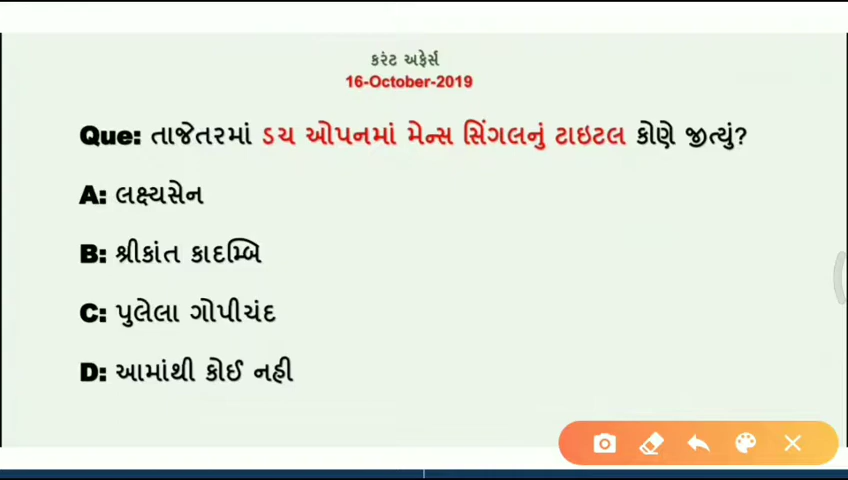 કરંટ અફેર્સ
16-October-2019
Que: તાજેતરમાં ડચ ઓપનમાં મેન્સ સિંગલનું ટાઇટલ કોણે જીત્યું?
A: લક્ષ્યસેન
B: શ્રીકાંત કાદમ્બિ
C: પુલેલા ગોપીચંદ
D: આમાંથી કોઈ નહી